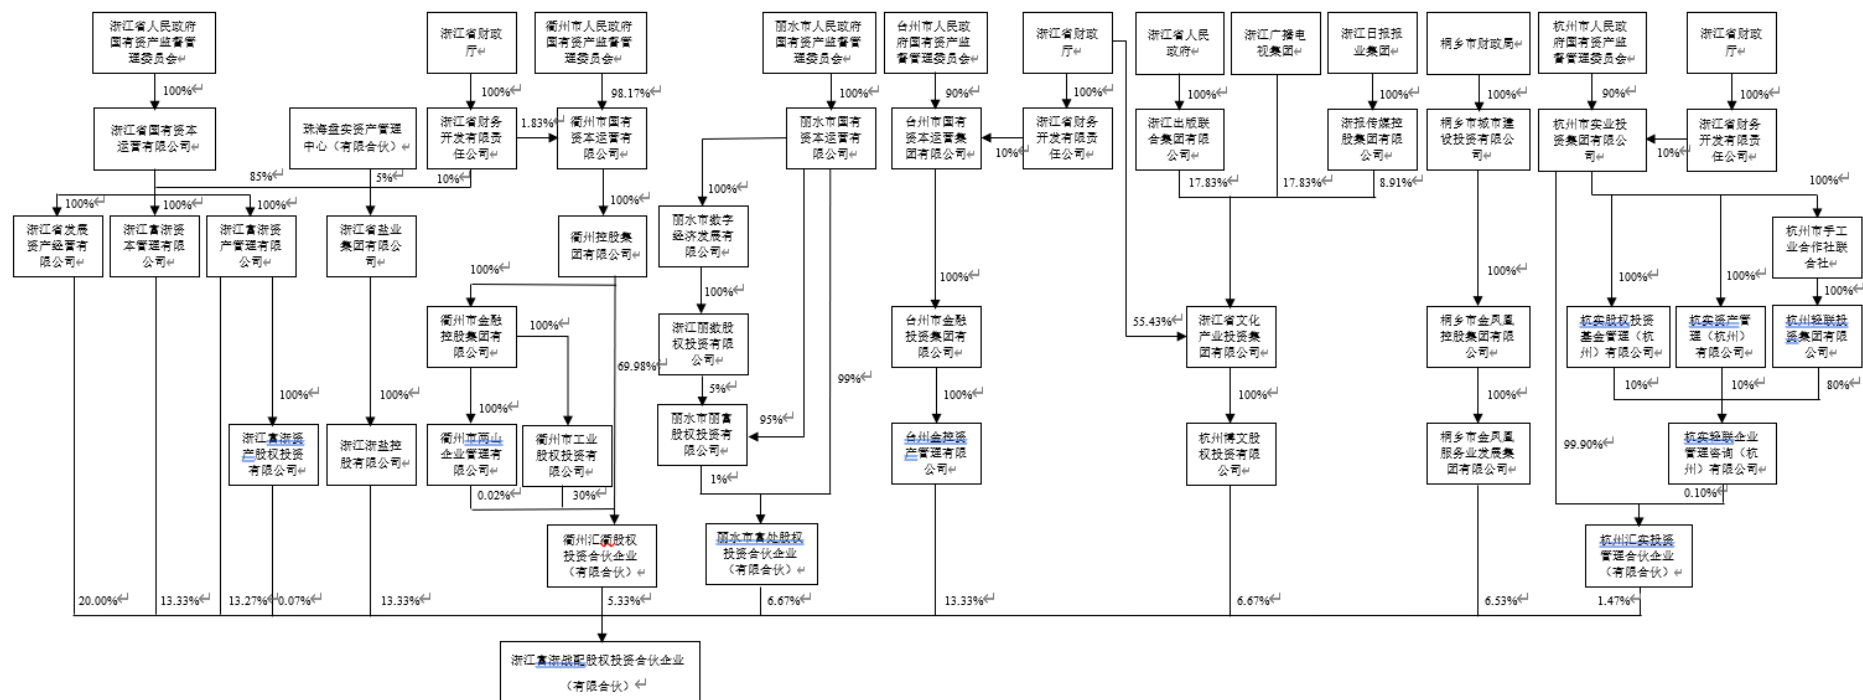 浙江省人民政府
国有资产监督管
理委员会
浙江省财政
厅
衢州市人民政府
国有资产监督管
理委员会
丽水市人民政府
国有资产监督管
理委员会
台州市人民政
府国有资产监
督管理委员会
浙江省财政
厅
浙江省人民
政府
浙江广播电
视集团
浙江日报报
业集团
桐乡市财政局
杭州市人民政
府国有资产监
督管理委员会
浙江省财政
厅
100%
100%
98.17%
100%
90%
100%
100%
100%
100%
90%
100%
浙江省国有资本
运营有限公司
珠海盘实资产管理
中心（有限合伙）
浙江省财务
开发有限责
任公司
1.83%
衢州市国有
资本运营有
限公司
丽水市国有
资本运营有
限公司
台州市国有
资本运营集
团有限公司
10%
浙江省财务
开发有限责
任公司
浙江出版联
合集团有限
公司
浙报传媒控
股集团有限
公司
桐乡市城市建
设投资有限公
司
杭州市实业投
资集团有限公
司
10%
浙江省财务
开发有限责
任公司
85%
5%
10%
17.83%
17.83%
8.91%
100%
100%
100%
100%
100%
100%
浙江省发展
资产经营有
限公司
浙江富浙资
本管理有限
公司
浙江富浙资
产管理有限
公司
浙江省盐业
集团有限公
司
衢州控股集
团有限公司
丽水市数字
经济发展有
限公司
杭州市手工
业合作社联
合社
100%
100%
100%
100%
100%
100%
100%
100%
衢州市金融
控股集团有
限公司
100%
浙江丽数股
权投资有限
公司
台州市金融
投资集团有
限公司
55.43%
浙江省文化
产业投资集
团有限公司
桐乡市金凤凰
控股集团有限
公司
杭实股权投资
基金管理（杭
州）有限公司
杭实资产管
理（杭州）
有限公司
杭州轻联投
资集团有限
公司
69.98%
100%
100%
100%
5%
99%
100%
100%
100%
10%
10%
80%
浙江富浙资
产股权投资
有限公司
浙江浙盐控
股有限公司
衢州市两山
企业管理有
限公司
衢州市工业
股权投资有
限公司
丽水市丽富
股权投资有
限公司
95%
台州金控资
产管理有限
公司
杭州博文股
权投资有限
公司
桐乡市金凤凰
服务业发展集
团有限公司
99.90%
杭实轻联企业
管理咨询（杭
州）有限公司
0.02%
30%
1%
0.10%
衢州汇衢股权
投资合伙企业
（有限合伙）
丽水市富处股权
投资合伙企业
（有限合伙）
杭州汇实投资
管理合伙企业
（有限合伙）
20.00%
13.33%
13.27%
0.07%
13.33%
5.33%
6.67%
13.33%
6.67%
6.53%
1.47%
浙江富浙战配股权投资合伙企业
（有限合伙）